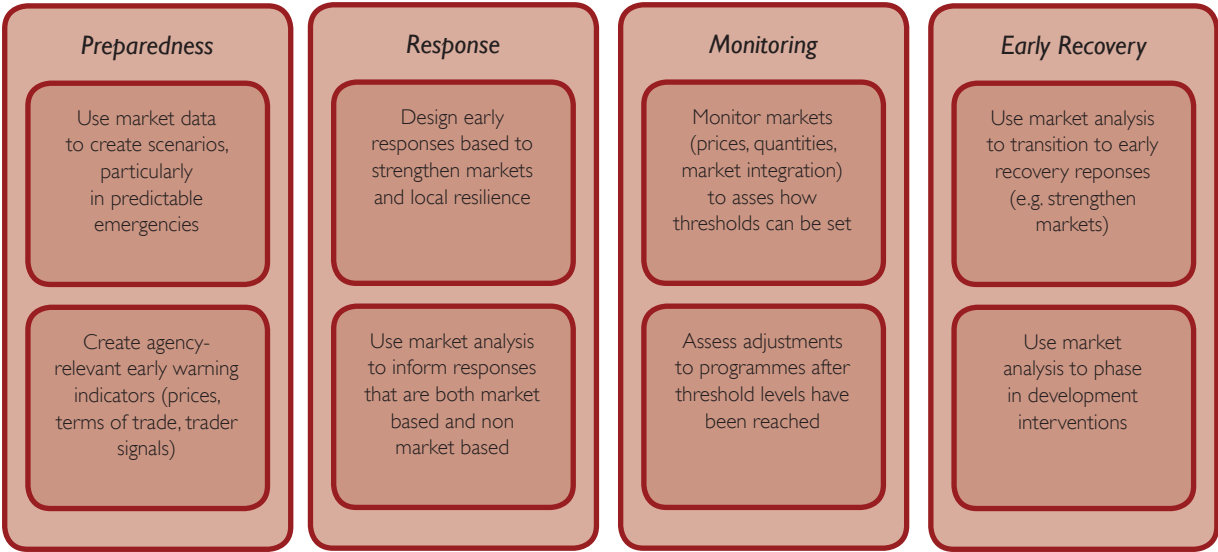 Preparedness
Use market data
to create scenarios,
particularly
in predictable
emergencies
Create agency-
relevant early warning
indicators (prices,
terms of trade, trader
signals)
Response
Design early
responses based to
strengthen markets
and local resilience
Use market analysis
to inform responses
that are both market
based and non
market based
Monitoring
Monitor markets
(prices, quantities,
market integration)
to asses how
thresholds can be set
Assess adjustments
to programmes after
threshold levels have
been reached
Early Recovery
Use market analysis
to transition to early
recovery reponses
(e.g. strengthen
markets)
Use market
analysis to phase
in development
interventions